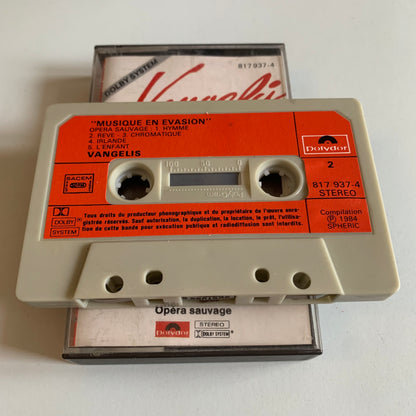 DOLBY SYSTEM
817 937-4
Vangelis
"MUSIQUE EN EVASION"
OPERA SAUVAGE : 1. HYMME
2. REVE - 3. CHROMATIQUE
4. IRLANDE
5. L'ENFANT
VANGELIS
Polydor
2
817 937-4
STEREO
SACEM
100 50 0
DOLBY
SYSTEM
Tous droits du producteur phonographique et du propriétaire de l'œuvre enre-
gistrée réservés. Sauf autorisation, la duplication, la location, le prêt, l'utilisa-
tion de cette bande pour exécution publique et radiodiffusion sont interdits.
Compilation
Ⓟ 1984
SPHERIC
Opéra sauvage
Polydor
STEREO
DOLBY SYSTEM